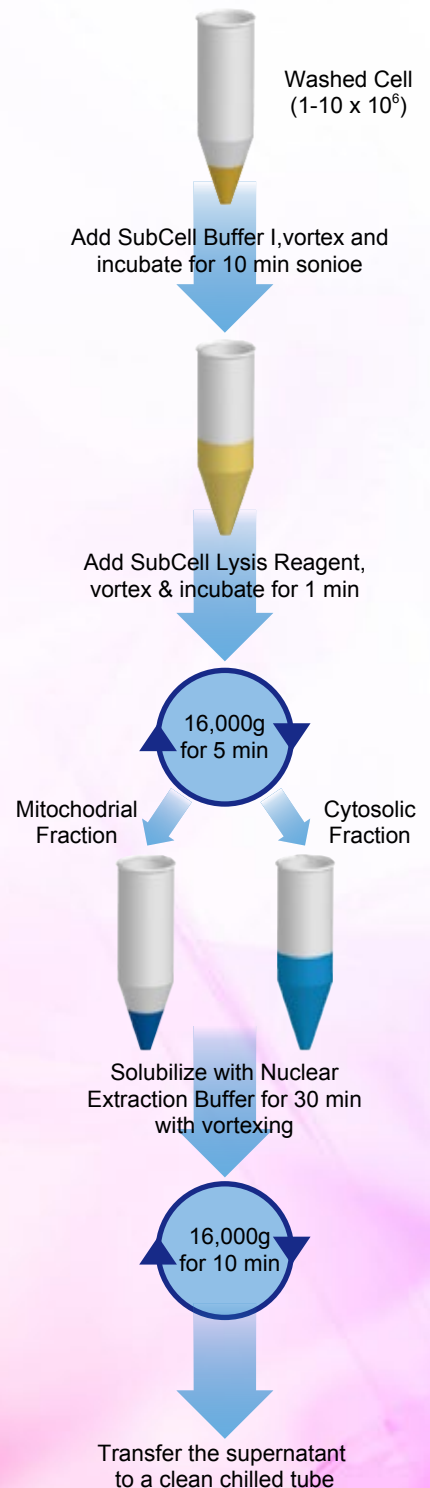 Washed Cell
(1-10 x 10⁶)
Add SubCell Buffer I,vortex and
incubate for 10 min sonioe
Add SubCell Lysis Reagent,
vortex & incubate for 1 min
16,000g
for 5 min
Mitochodrial
Fraction
Cytosolic
Fraction
Solubilize with Nuclear
Extraction Buffer for 30 min
with vortexing
16,000g
for 10 min
Transfer the supernatant
to a clean chilled tube